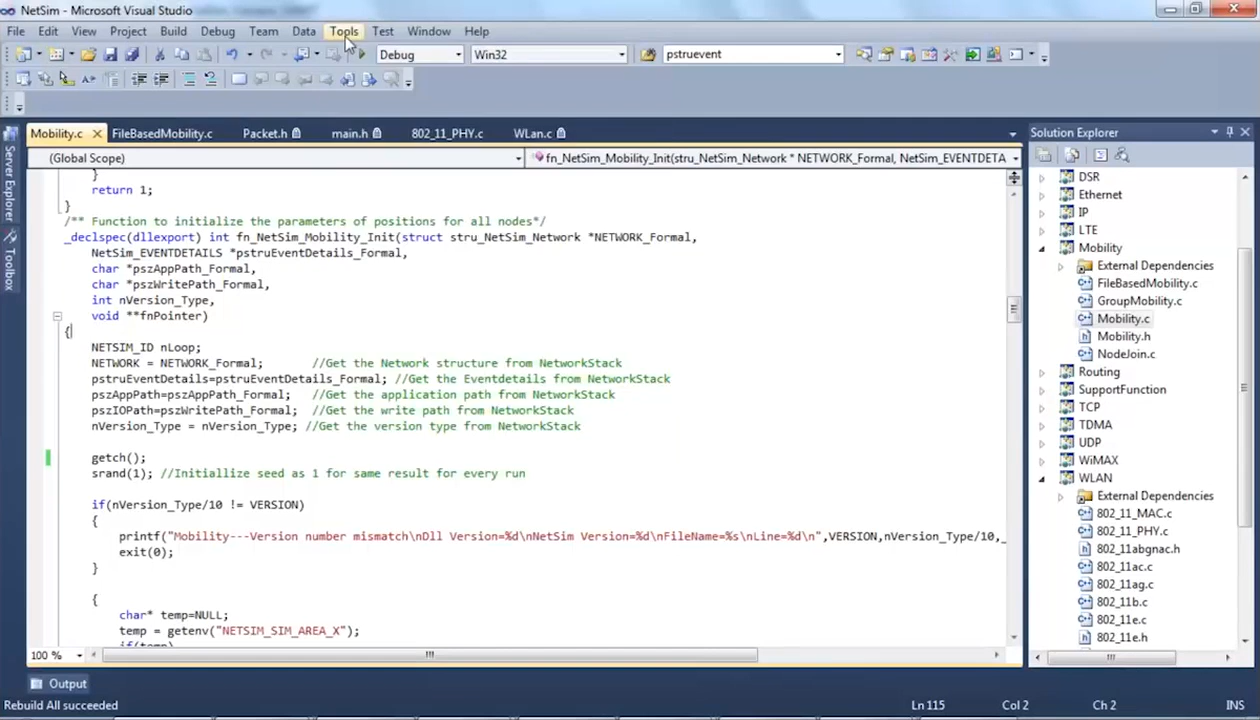 NetSim - Microsoft Visual Studio
File Edit View Project Build Debug Team Data Tools Test Window Help
Debug Win32 pstruevent
Mobility.c FileBasedMobility.c Packet.h main.h 802_11_PHY.c WLan.c
(Global Scope) fn_NetSim_Mobility_Init(stru_NetSim_Network * NETWORK_Formal, NetSim_EVENTDETA
}
return 1;
}
/** Function to initialize the parameters of positions for all nodes*/
_declspec(dllexport) int fn_NetSim_Mobility_Init(struct stru_NetSim_Network *NETWORK_Formal,
NetSim_EVENTDETAILS *pstruEventDetails_Formal,
char *pszAppPath_Formal,
char *pszWritePath_Formal,
int nVersion_Type,
void **fnPointer)
{
NETSIM_ID nLoop;
NETWORK = NETWORK_Formal; //Get the Network structure from NetworkStack
pstruEventDetails=pstruEventDetails_Formal; //Get the Eventdetails from NetworkStack
pszAppPath=pszAppPath_Formal; //Get the application path from NetworkStack
pszIOPath=pszWritePath_Formal; //Get the write path from NetworkStack
nVersion_Type = nVersion_Type; //Get the version type from NetworkStack
getch();
srand(1); //Initiallize seed as 1 for same result for every run
if(nVersion_Type/10 != VERSION)
{
printf("Mobility---Version number mismatch\nDll Version=%d\nNetSim Version=%d\nFileName=%s\nLine=%d\n",VERSION,nVersion_Type/10,_
exit(0);
}
{
char* temp=NULL;
temp = getenv("NETSIM_SIM_AREA_X");
if(temp)
100 %
Server Explorer
Toolbox
Solution Explorer
DSR
Ethernet
IP
LTE
Mobility
External Dependencies
FileBasedMobility.c
GroupMobility.c
Mobility.c
Mobility.h
NodeJoin.c
Routing
SupportFunction
TCP
TDMA
UDP
WiMAX
WLAN
External Dependencies
802_11_MAC.c
802_11_PHY.c
802_11abgnac.h
802_11ac.c
802_11ag.c
802_11b.c
802_11e.c
802_11e.h
Output
Rebuild All succeeded Ln 115 Col 2 Ch 2 INS